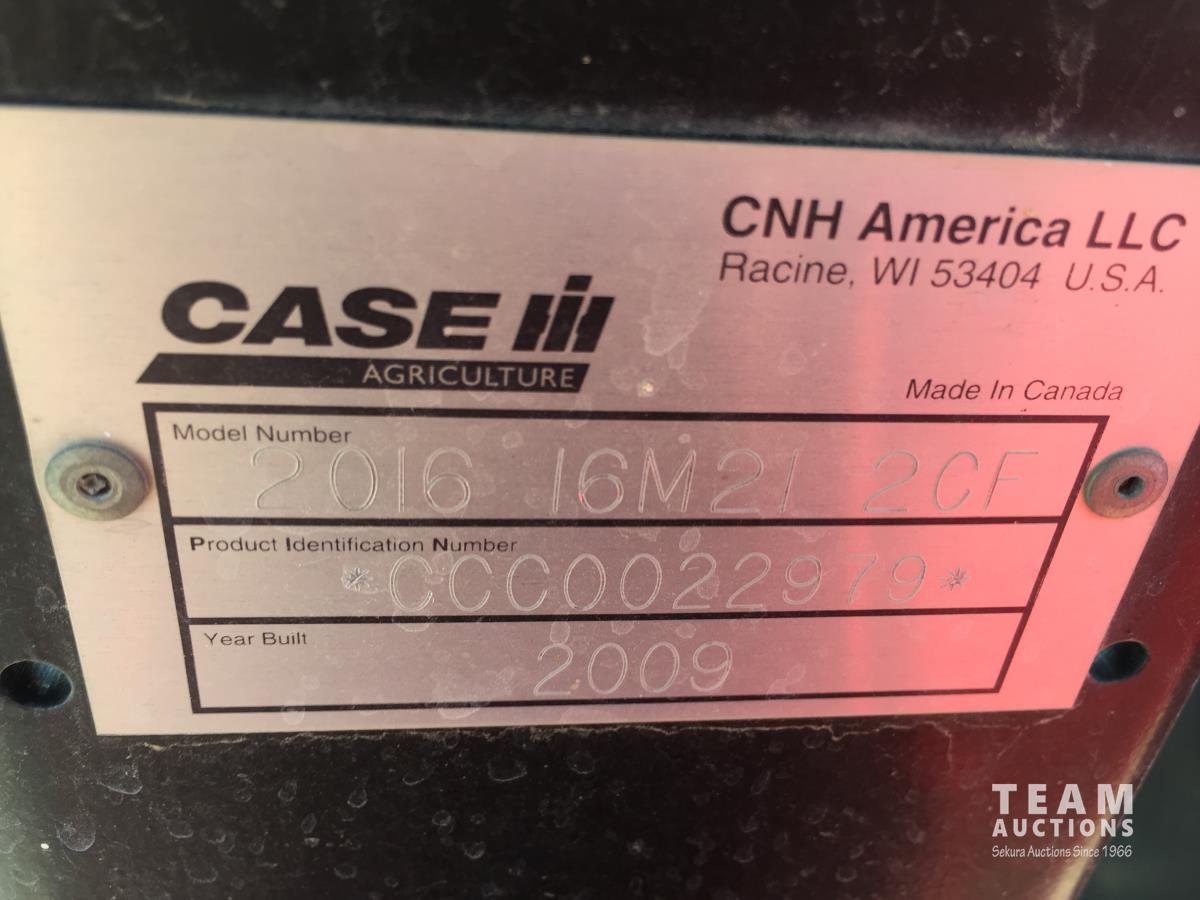 CNH America LLC
Racine, WI 53404 U.S.A.
CASE IH
AGRICULTURE
Made In Canada
Model Number
2016 16M21 2CF
Product Identification Number
*CCC0022979*
Year Built
2009
TEAM
AUCTIONS
Sekura Auctions Since 1966